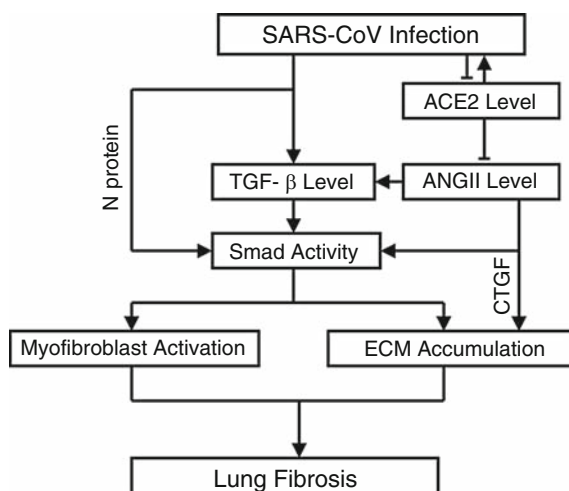 SARS-CoV Infection
ACE2 Level
N protein
TGF- β Level
ANGII Level
Smad Activity
CTGF
Myofibroblast Activation
ECM Accumulation
Lung Fibrosis